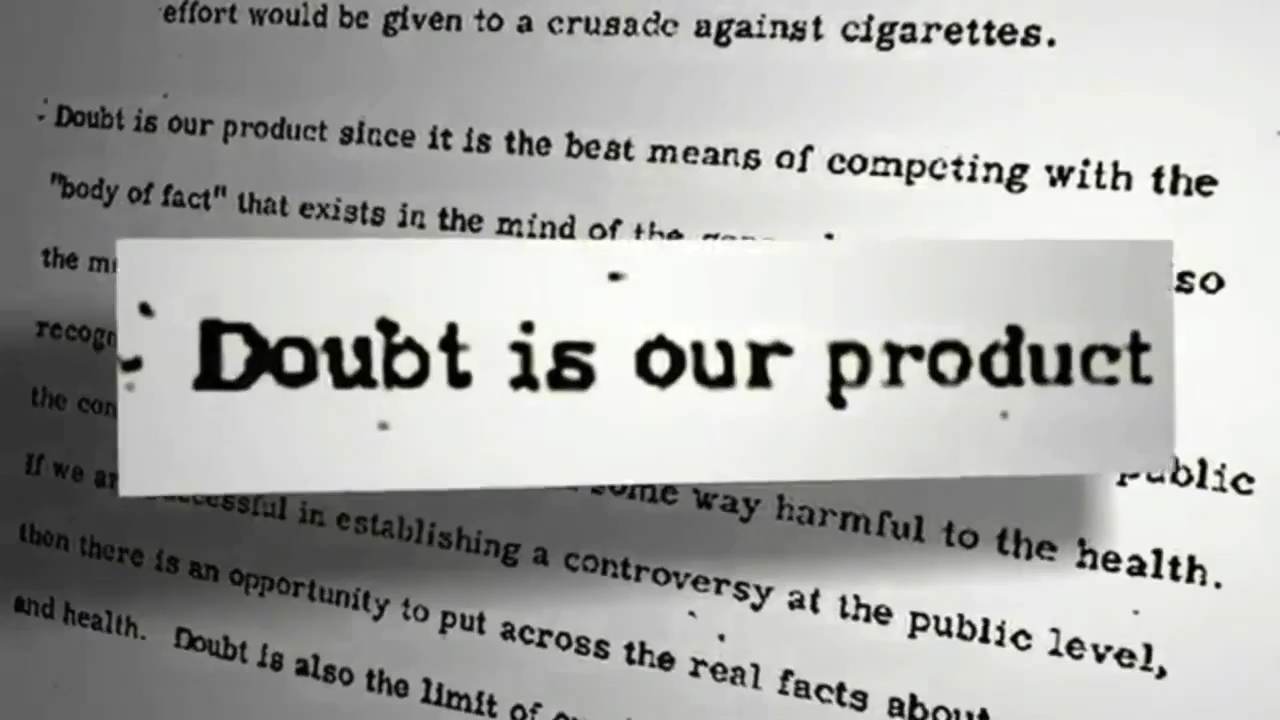 effort would be given to a crusade against cigarettes.
Doubt is our product since it is the best means of competing with the
"body of fact" that exists in the mind of the
so
the
Doubt is our product
the
public
If we successful in establishing a controversy at the public level,
some way harmful to the health.
then there is an opportunity to put across the real facts about
and health. Doubt is also the limit of